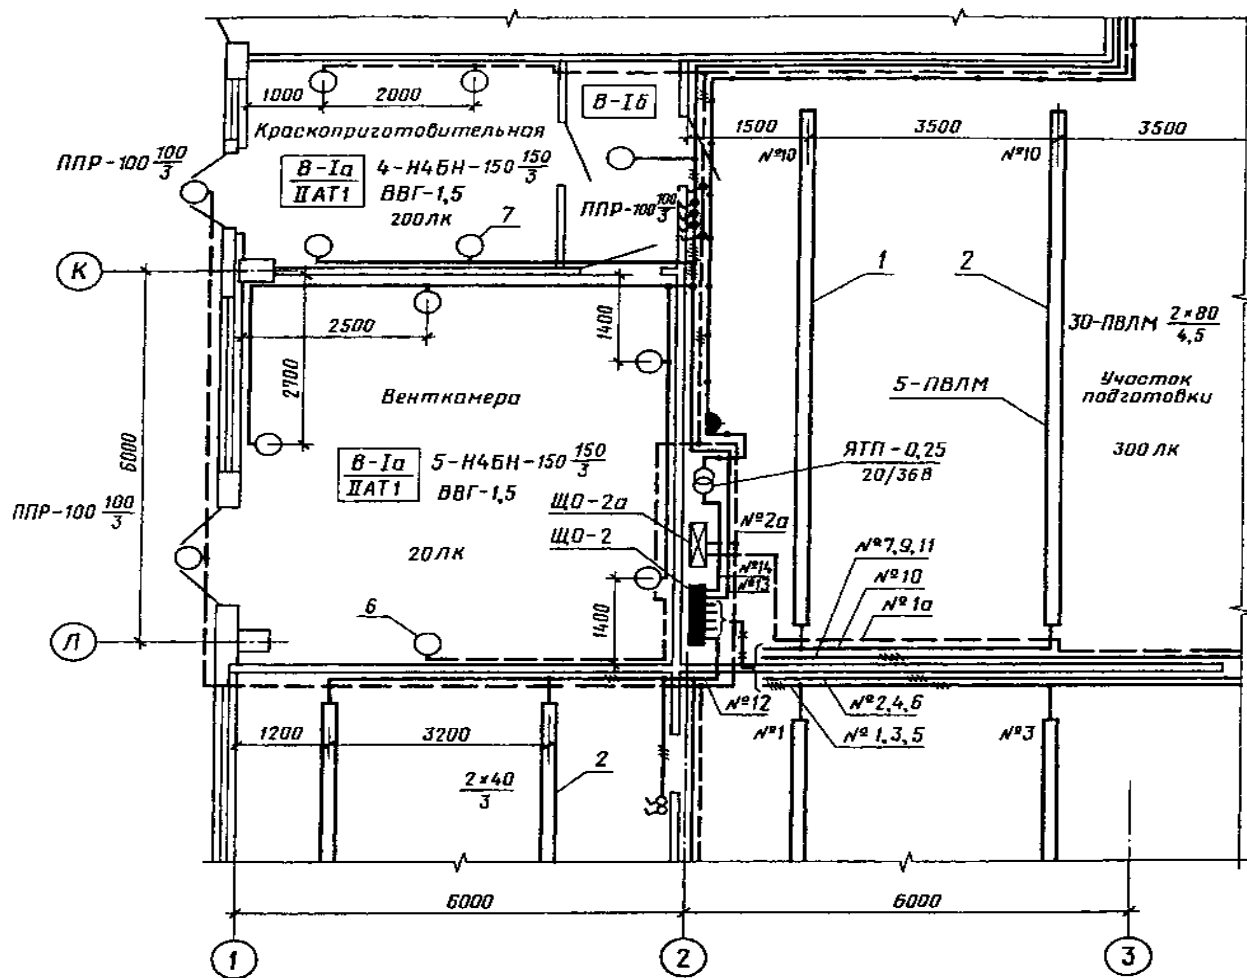 1000
2000
Краскоприготовительная
В-Iа
IIАТ1
4-Н4БН-150 150/3
ВВГ-1,5
200лк
В-Iб
ППР-100 100/3
ППР-100 100/3
7
1500
3500
3500
№10
№10
К
2500
2700
1400
6000
Венткамера
В-Iа
IIАТ1
5-Н4БН-150 150/3
ВВГ-1,5
20лк
ППР-100 100/3
1
2
30-ПВЛМ 2×80/4,5
5-ПВЛМ
Участок
подготовки
300лк
ЯТП-0,25
20/36В
ЩО-2а
ЩО-2
№2а
№14
№13
№7,9,11
№10
№1а
6
1400
Л
№12
№2,4,6
№1,3,5
№1
№3
1200
3200
2×40/3
2
6000
6000
1
2
3